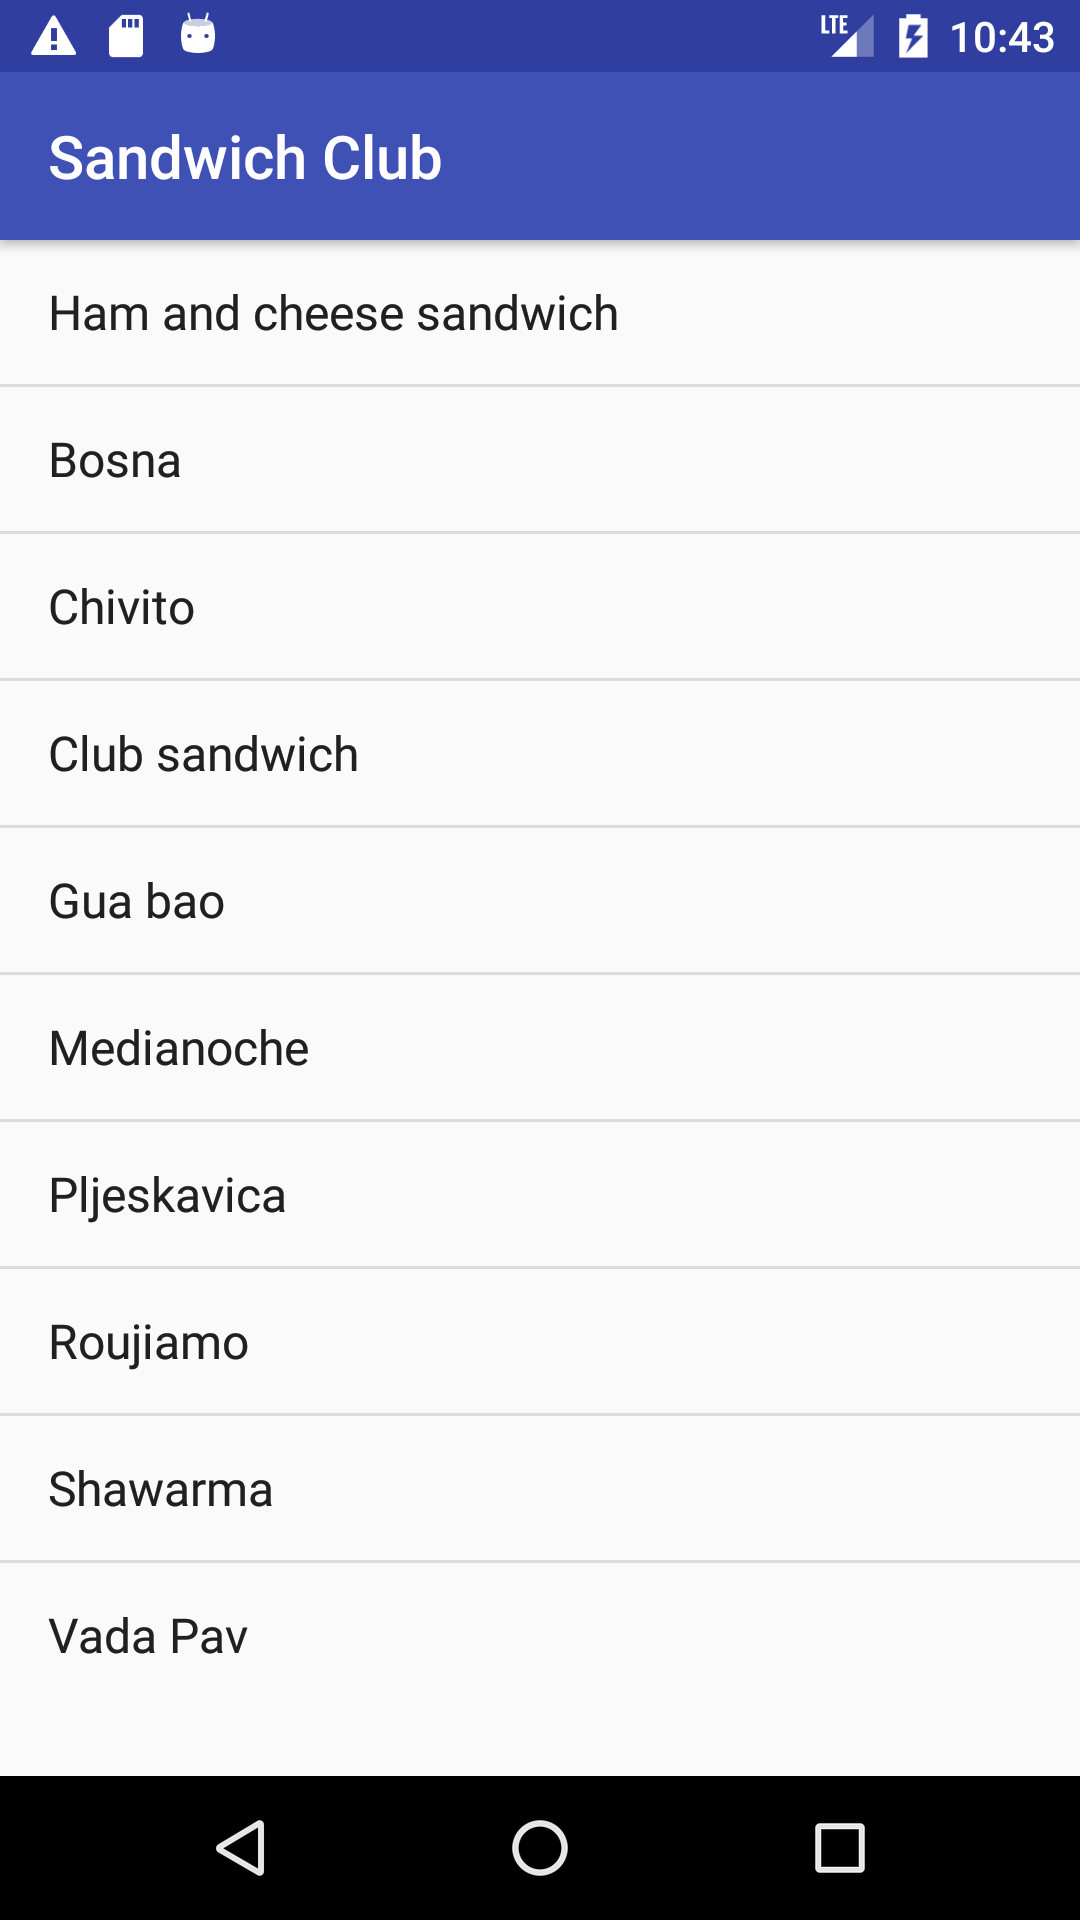 LTE 10:43
Sandwich Club
Ham and cheese sandwich
Bosna
Chivito
Club sandwich
Gua bao
Medianoche
Pljeskavica
Roujiamo
Shawarma
Vada Pav